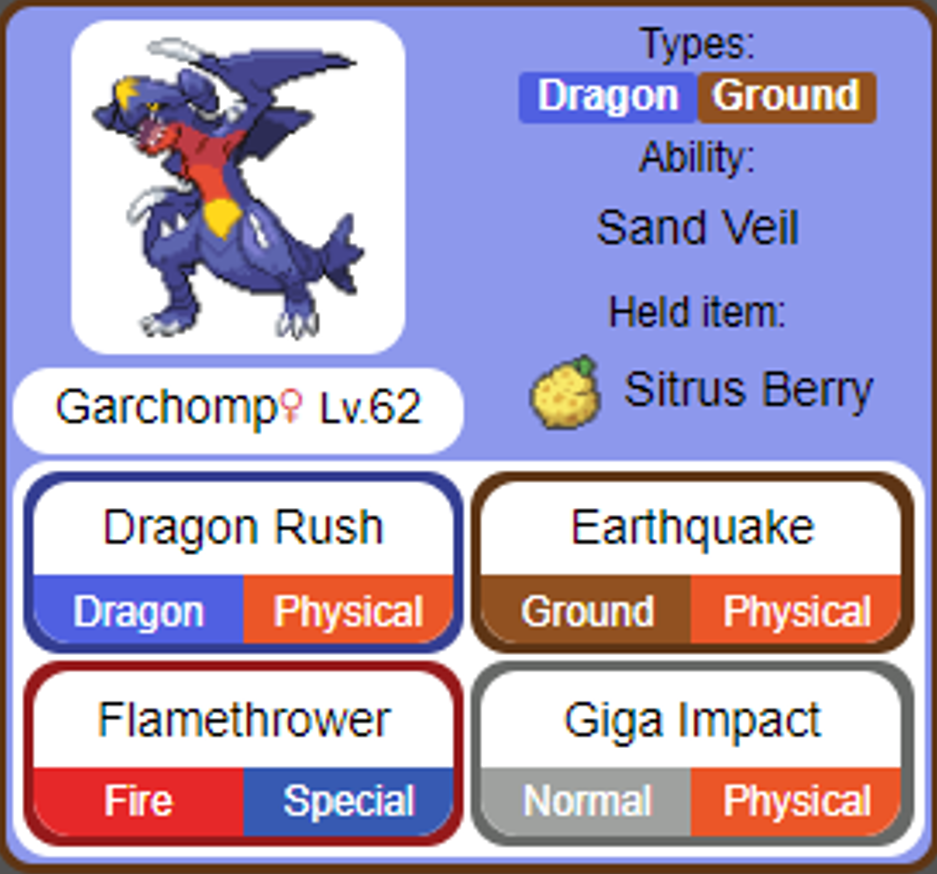 Types:
Dragon Ground
Ability:
Sand Veil
Held item:
Sitrus Berry
Garchomp♀ Lv.62
Dragon Rush
Dragon Physical
Earthquake
Ground Physical
Flamethrower
Fire Special
Giga Impact
Normal Physical